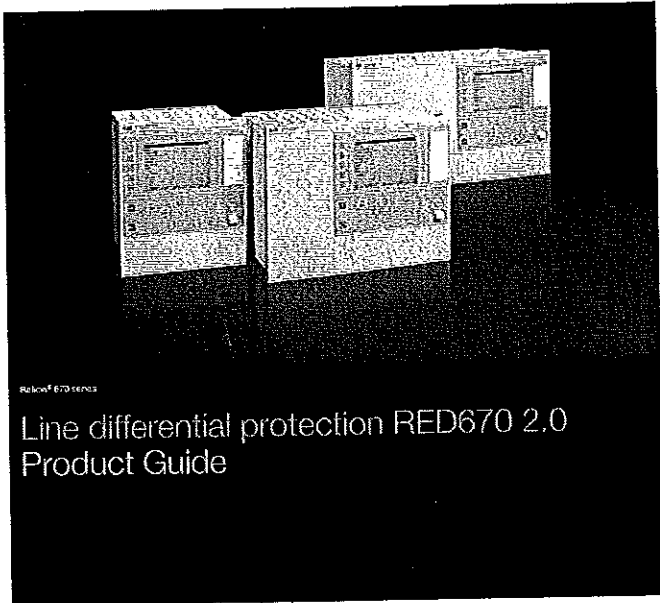 Relion® 670 series
Line differential protection RED670 2.0
Product Guide